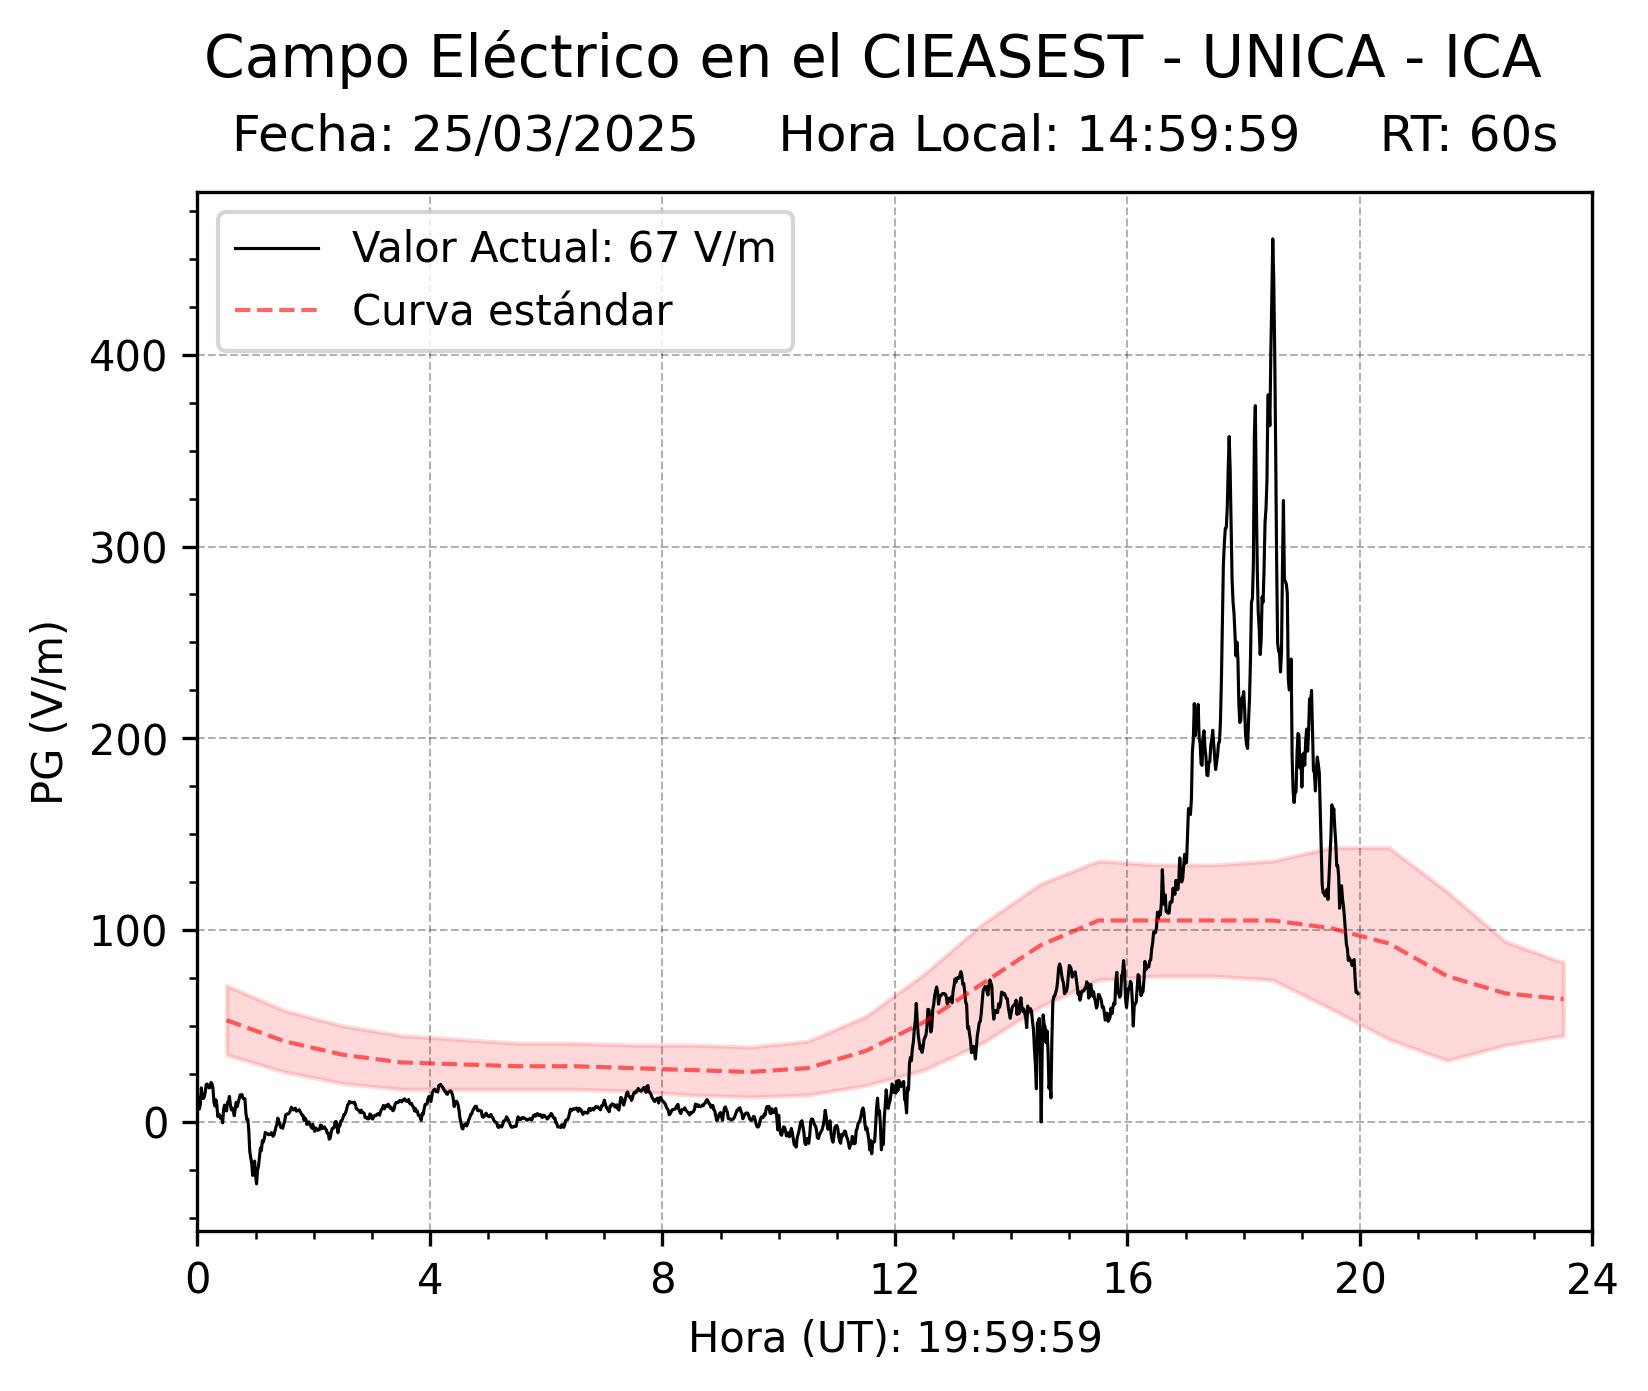 Campo Eléctrico en el CIEASEST - UNICA - ICA
Fecha: 25/03/2025 Hora Local: 14:59:59 RT: 60s
Valor Actual: 67 V/m
Curva estándar
400
300
200
100
0
PG (V/m)
0 4 8 12 16 20 24
Hora (UT): 19:59:59